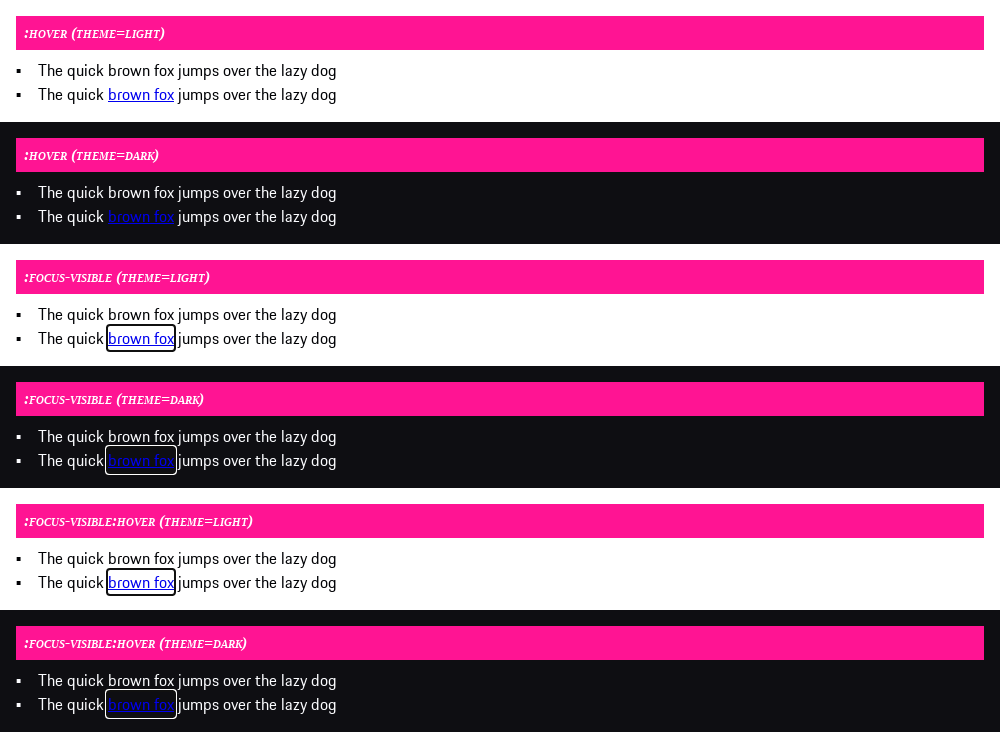 :hover (theme=light)
▪ The quick brown fox jumps over the lazy dog
▪ The quick brown fox jumps over the lazy dog
:hover (theme=dark)
▪ The quick brown fox jumps over the lazy dog
▪ The quick brown fox jumps over the lazy dog
:focus-visible (theme=light)
▪ The quick brown fox jumps over the lazy dog
▪ The quick brown fox jumps over the lazy dog
:focus-visible (theme=dark)
▪ The quick brown fox jumps over the lazy dog
▪ The quick brown fox jumps over the lazy dog
:focus-visible:hover (theme=light)
▪ The quick brown fox jumps over the lazy dog
▪ The quick brown fox jumps over the lazy dog
:focus-visible:hover (theme=dark)
▪ The quick brown fox jumps over the lazy dog
▪ The quick brown fox jumps over the lazy dog